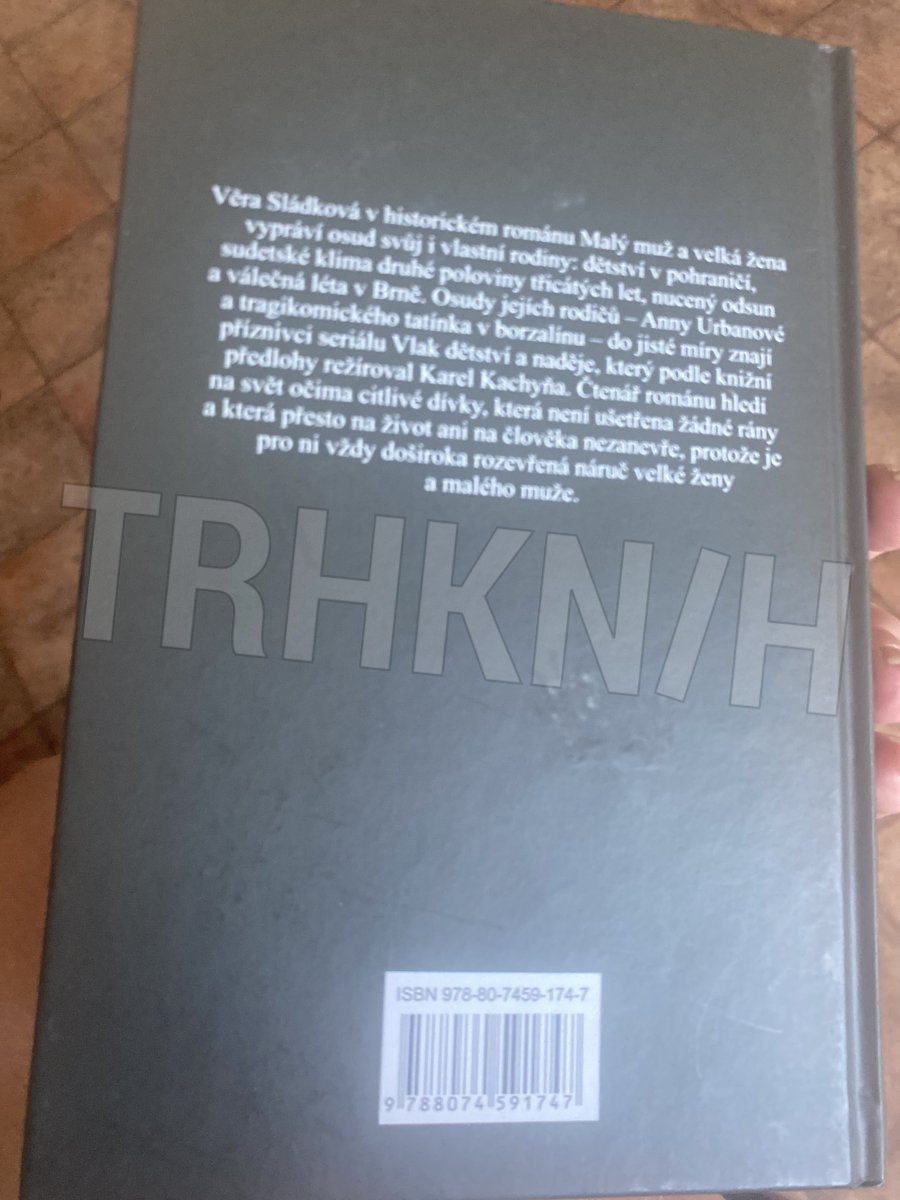 Věra Sládková v historickém románu Malý muž a velká žena
vypráví osud svůj i vlastní rodiny: dětství v pohraničí,
sudetské klima druhé poloviny třicátých let, nucený odsun
a válečná léta v Brně. Osudy jejích rodičů – Anny Urbanové
a tragikomického tatínka v borzalínu – do jisté míry znají
příznivci seriálu Vlak dětství a naděje, který podle knižní
předlohy režíroval Karel Kachyňa. Čtenář románu hledí
na svět očima citlivé dívky, která není ušetřena žádné rány
a která přesto na život ani na člověka nezanevře, protože je
pro ni vždy doširoka rozevřená náruč velké ženy
a malého muže.
TRHKN/H
ISBN 978-80-7459-174-7
9 788074 591747